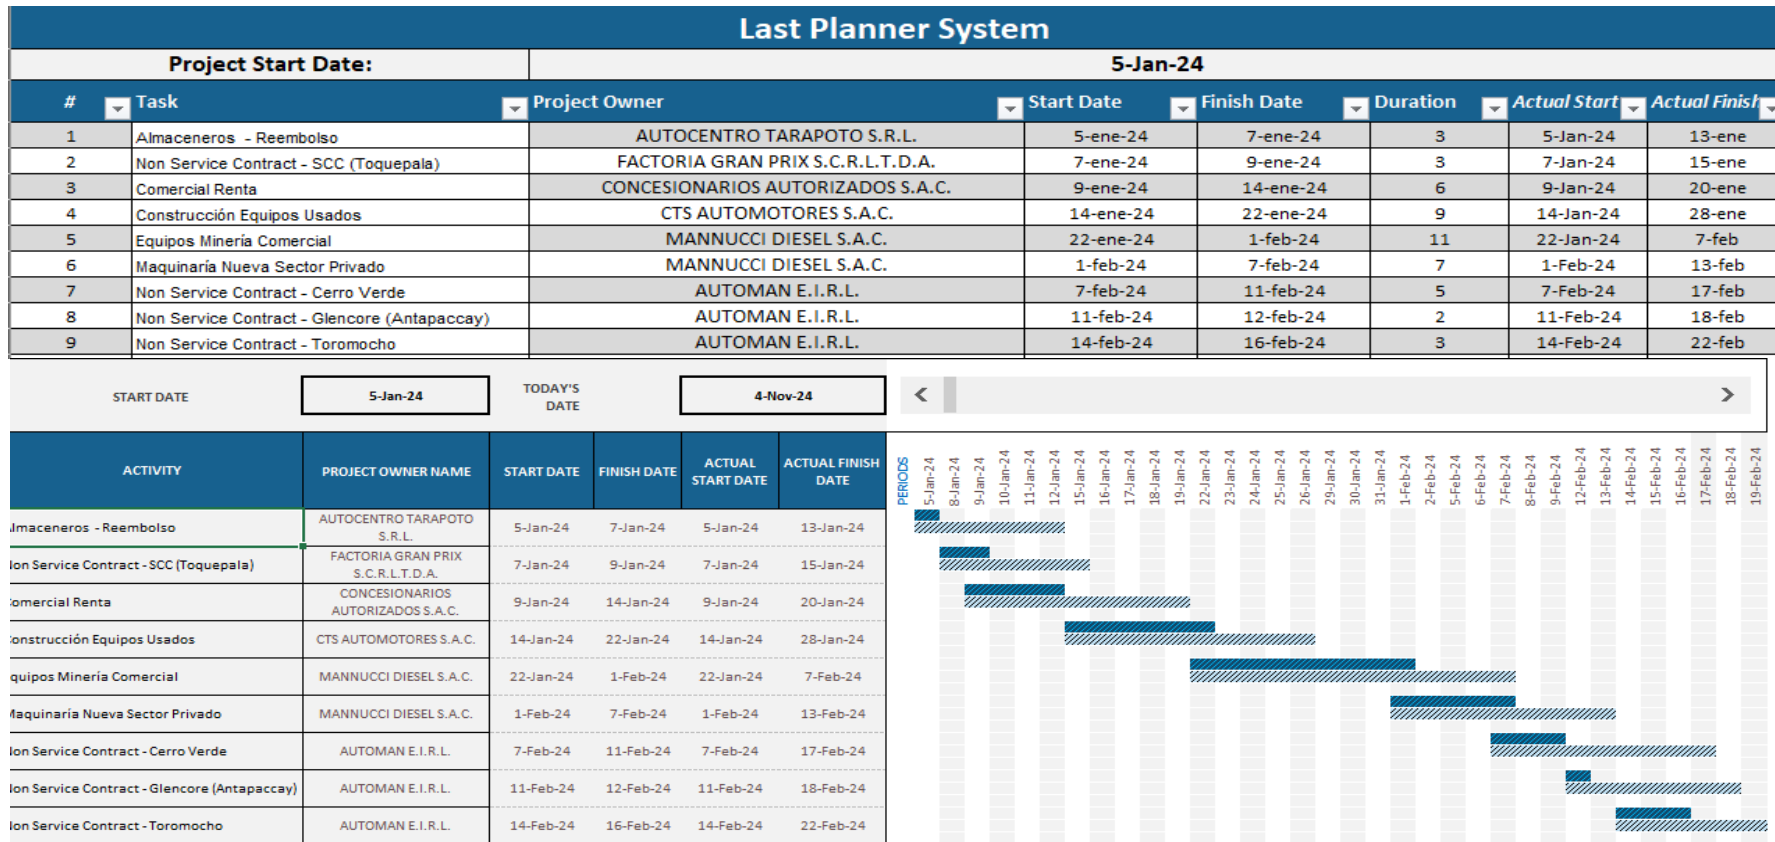 Last Planner System
Project Start Date: 5-Jan-24
# Task Project Owner Start Date Finish Date Duration Actual Start Actual Finish
1 Almaceneros - Reembolso AUTOCENTRO TARAPOTO S.R.L. 5-ene-24 7-ene-24 3 5-Jan-24 13-ene
2 Non Service Contract - SCC (Toquepala) FACTORIA GRAN PRIX S.C.R.L.T.D.A. 7-ene-24 9-ene-24 3 7-Jan-24 15-ene
3 Comercial Renta CONCESIONARIOS AUTORIZADOS S.A.C. 9-ene-24 14-ene-24 6 9-Jan-24 20-ene
4 Construcción Equipos Usados CTS AUTOMOTORES S.A.C. 14-ene-24 22-ene-24 9 14-Jan-24 28-ene
5 Equipos Minería Comercial MANNUCCI DIESEL S.A.C. 22-ene-24 1-feb-24 11 22-Jan-24 7-feb
6 Maquinaría Nueva Sector Privado MANNUCCI DIESEL S.A.C. 1-feb-24 7-feb-24 7 1-Feb-24 13-feb
7 Non Service Contract - Cerro Verde AUTOMAN E.I.R.L. 7-feb-24 11-feb-24 5 7-Feb-24 17-feb
8 Non Service Contract - Glencore (Antapaccay) AUTOMAN E.I.R.L. 11-feb-24 12-feb-24 2 11-Feb-24 18-feb
9 Non Service Contract - Toromocho AUTOMAN E.I.R.L. 14-feb-24 16-feb-24 3 14-Feb-24 22-feb
START DATE 5-Jan-24 TODAY'S DATE 4-Nov-24
ACTIVITY PROJECT OWNER NAME START DATE FINISH DATE ACTUAL START DATE ACTUAL FINISH DATE
PERIODS 5-Jan-24 8-Jan-24 9-Jan-24 10-Jan-24 11-Jan-24 12-Jan-24 15-Jan-24 16-Jan-24 17-Jan-24 18-Jan-24 19-Jan-24 22-Jan-24 23-Jan-24 24-Jan-24 25-Jan-24 26-Jan-24 29-Jan-24 30-Jan-24 31-Jan-24 1-Feb-24 2-Feb-24 5-Feb-24 6-Feb-24 7-Feb-24 8-Feb-24 9-Feb-24 12-Feb-24 13-Feb-24 14-Feb-24 15-Feb-24 16-Feb-24 17-Feb-24 18-Feb-24 19-Feb-24
lmaceneros - Reembolso AUTOCENTRO TARAPOTO S.R.L. 5-Jan-24 7-Jan-24 5-Jan-24 13-Jan-24
on Service Contract - SCC (Toquepala) FACTORIA GRAN PRIX S.C.R.L.T.D.A. 7-Jan-24 9-Jan-24 7-Jan-24 15-Jan-24
omercial Renta CONCESIONARIOS AUTORIZADOS S.A.C. 9-Jan-24 14-Jan-24 9-Jan-24 20-Jan-24
onstrucción Equipos Usados CTS AUTOMOTORES S.A.C. 14-Jan-24 22-Jan-24 14-Jan-24 28-Jan-24
quipos Minería Comercial MANNUCCI DIESEL S.A.C. 22-Jan-24 1-Feb-24 22-Jan-24 7-Feb-24
Maquinaría Nueva Sector Privado MANNUCCI DIESEL S.A.C. 1-Feb-24 7-Feb-24 1-Feb-24 13-Feb-24
on Service Contract - Cerro Verde AUTOMAN E.I.R.L. 7-Feb-24 11-Feb-24 7-Feb-24 17-Feb-24
on Service Contract - Glencore (Antapaccay) AUTOMAN E.I.R.L. 11-Feb-24 12-Feb-24 11-Feb-24 18-Feb-24
on Service Contract - Toromocho AUTOMAN E.I.R.L. 14-Feb-24 16-Feb-24 14-Feb-24 22-Feb-24